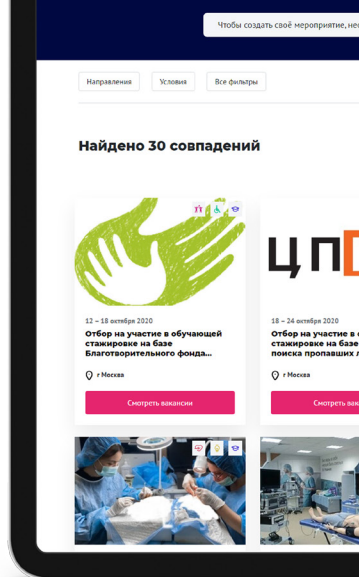 Чтобы создать своё мероприятие,
Направления Условия Все фильтры
Найдено 30 совпадений
12 – 18 октября 2020
Отбор на участие в обучающей
стажировке на базе
Благотворительного фонда...
г Москва
Смотреть вакансии
ЦП
18 – 24 октября 2020
Отбор на участие в
стажировке на базе
поиска пропавших
г Москва
Смотреть